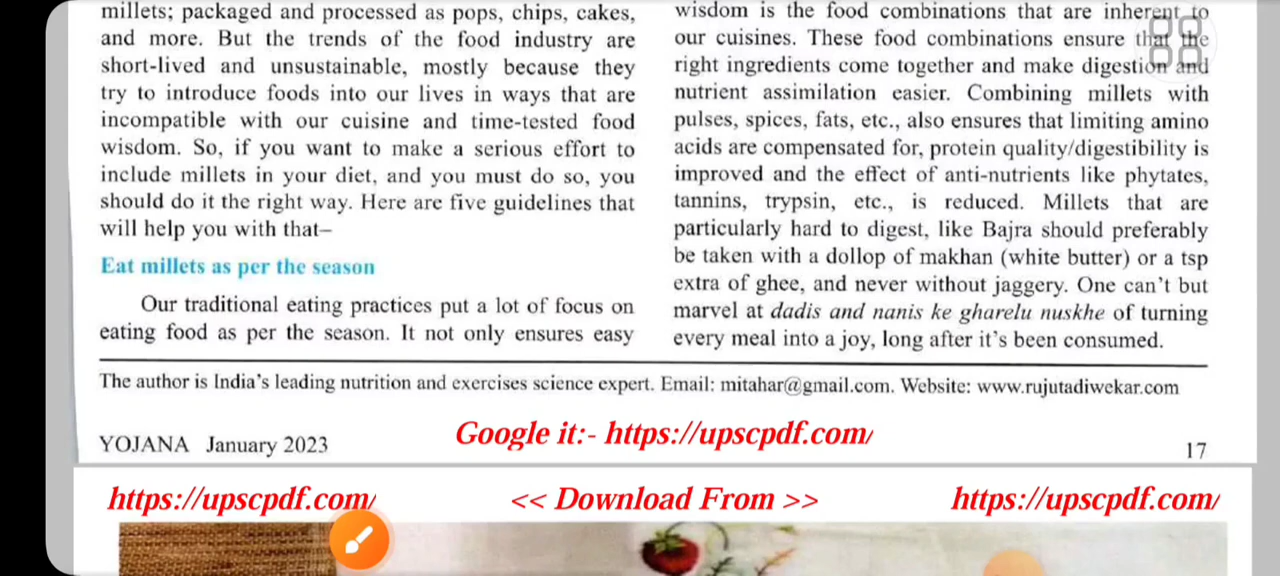 millets; packaged and processed as pops, chips, cakes,
and more. But the trends of the food industry are
short-lived and unsustainable, mostly because they
try to introduce foods into our lives in ways that are
incompatible with our cuisine and time-tested food
wisdom. So, if you want to make a serious effort to
include millets in your diet, and you must do so, you
should do it the right way. Here are five guidelines that
will help you with that–
Eat millets as per the season
Our traditional eating practices put a lot of focus on
eating food as per the season. It not only ensures easy
wisdom is the food combinations that are inherent to
our cuisines. These food combinations ensure that the
right ingredients come together and make digestion and
nutrient assimilation easier. Combining millets with
pulses, spices, fats, etc., also ensures that limiting amino
acids are compensated for, protein quality/digestibility is
improved and the effect of anti-nutrients like phytates,
tannins, trypsin, etc., is reduced. Millets that are
particularly hard to digest, like Bajra should preferably
be taken with a dollop of makhan (white butter) or a tsp
extra of ghee, and never without jaggery. One can't but
marvel at dadis and nanis ke gharelu nuskhe of turning
every meal into a joy, long after it's been consumed.
The author is India's leading nutrition and exercises science expert. Email: mitahar@gmail.com. Website: www.rujutadiwekar.com
YOJANA January 2023
Google it:- https://upscpdf.com/
17
https://upscpdf.com/
<< Download From >>
https://upscpdf.com/